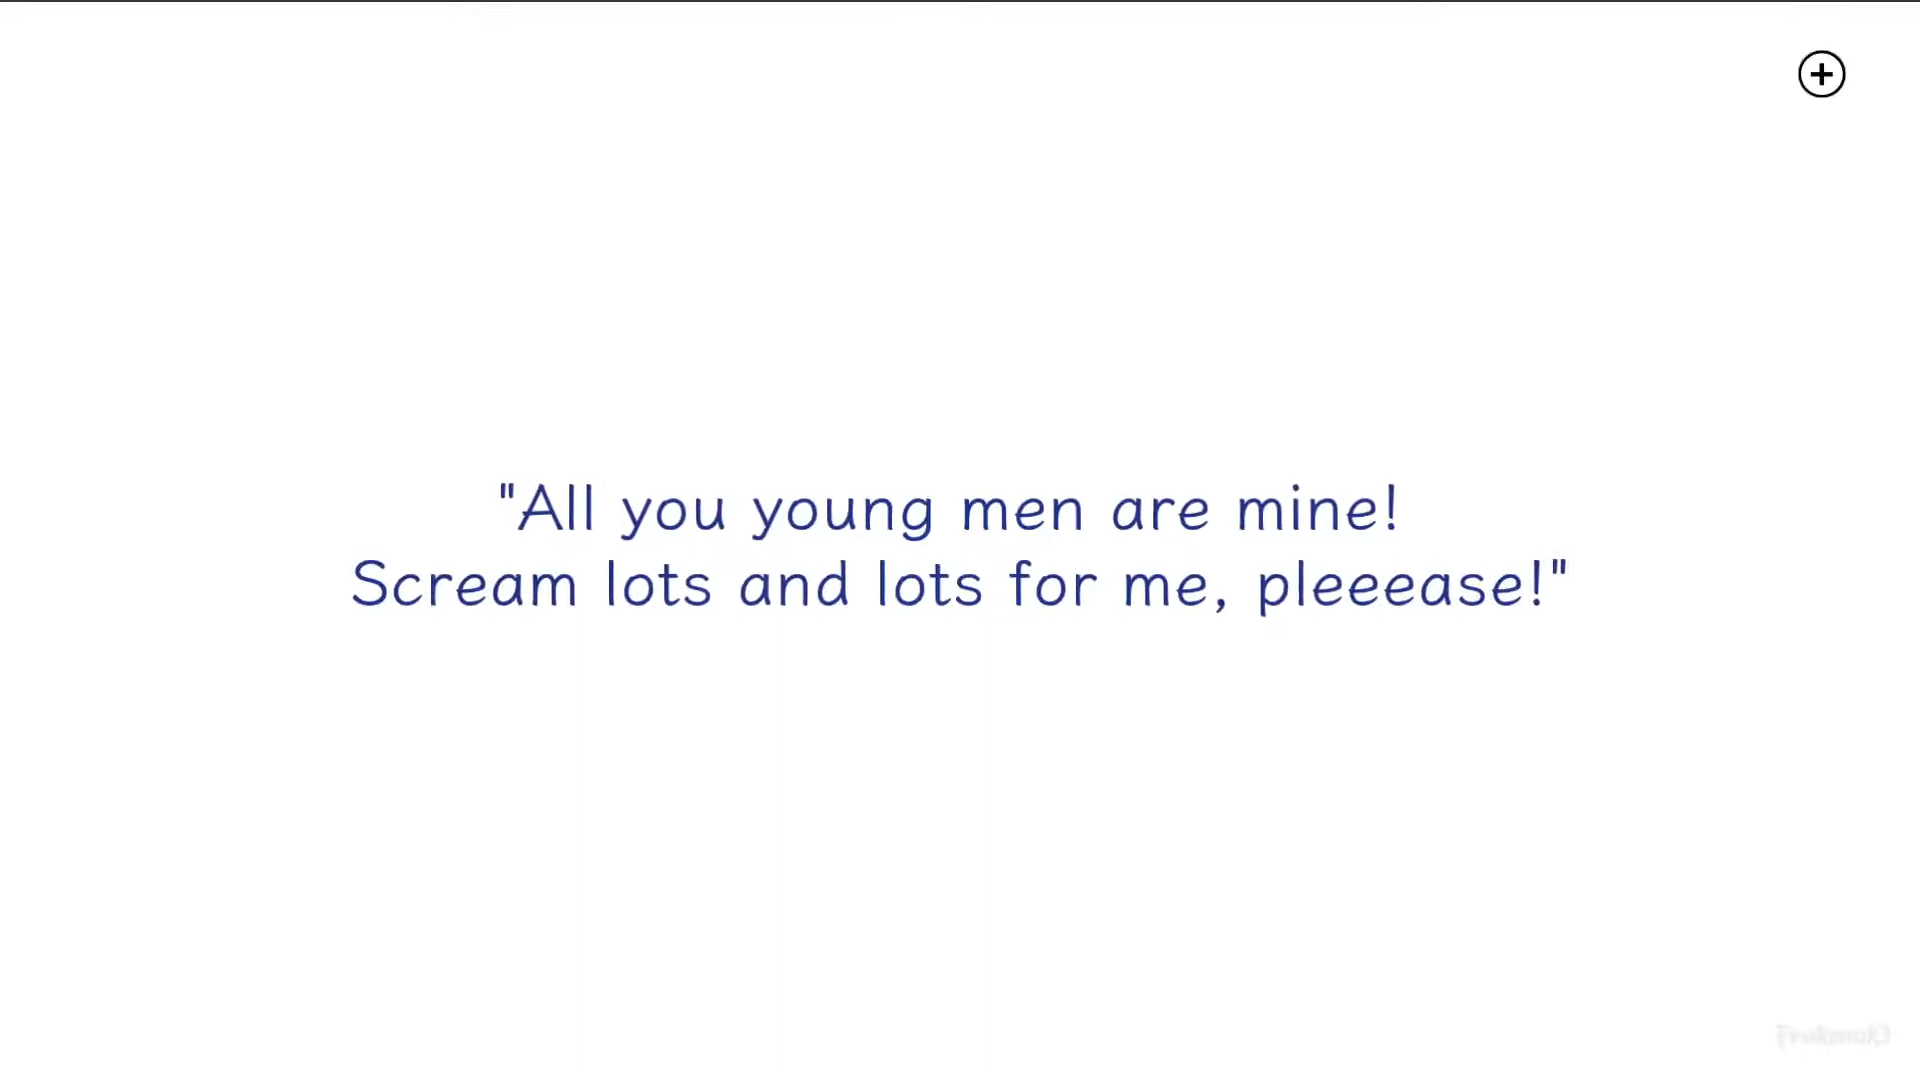 "All you young men are mine!
Scream lots and lots for me, pleeease!"